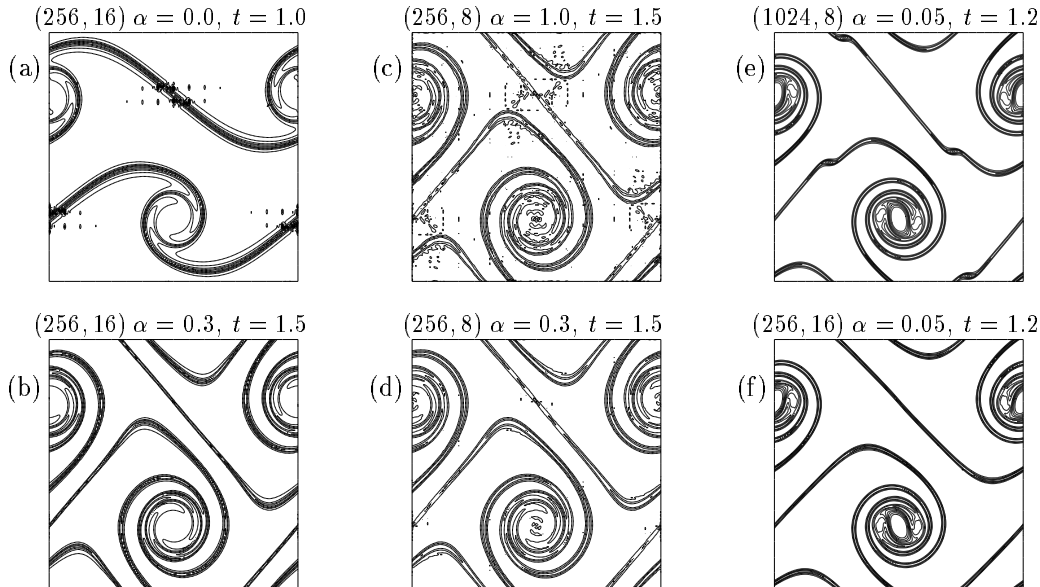 (256, 16) α = 0.0, t = 1.0
(256, 8) α = 1.0, t = 1.5
(1024, 8) α = 0.05, t = 1.2
(a)
(c)
(e)
(256, 16) α = 0.3, t = 1.5
(256, 8) α = 0.3, t = 1.5
(256, 16) α = 0.05, t = 1.2
(b)
(d)
(f)